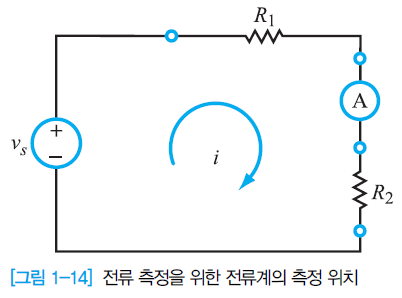 R1
A
+
vs
−
i
R2
[그림 1-14] 전류 측정을 위한 전류계의 측정 위치